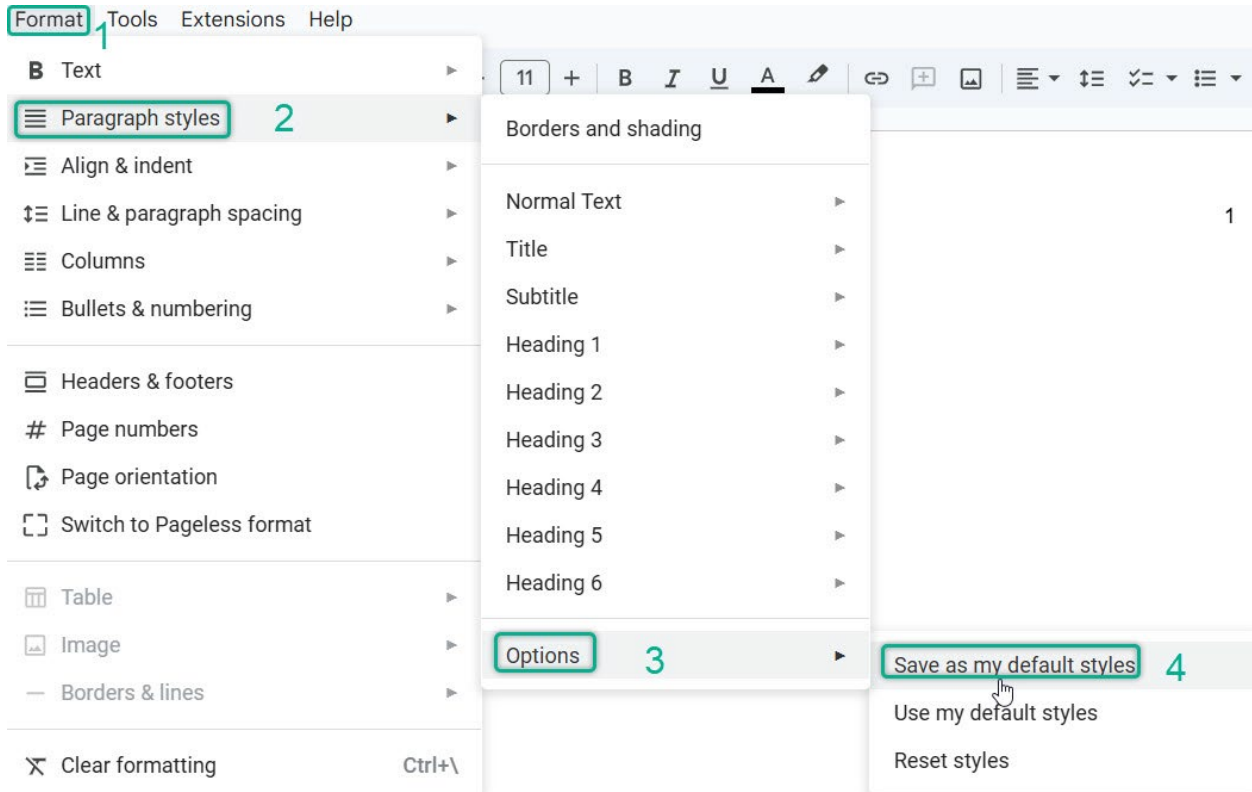 Format Tools Extensions Help
1
B Text
Paragraph styles 2
Align & indent
Line & paragraph spacing
Columns
Bullets & numbering
Headers & footers
# Page numbers
Page orientation
Switch to Pageless format
Table
Image
Borders & lines
Clear formatting Ctrl+\
11 + B I U A
Borders and shading
Normal Text
Title
Subtitle
Heading 1
Heading 2
Heading 3
Heading 4
Heading 5
Heading 6
Options 3
1
Save as my default styles 4
Use my default styles
Reset styles